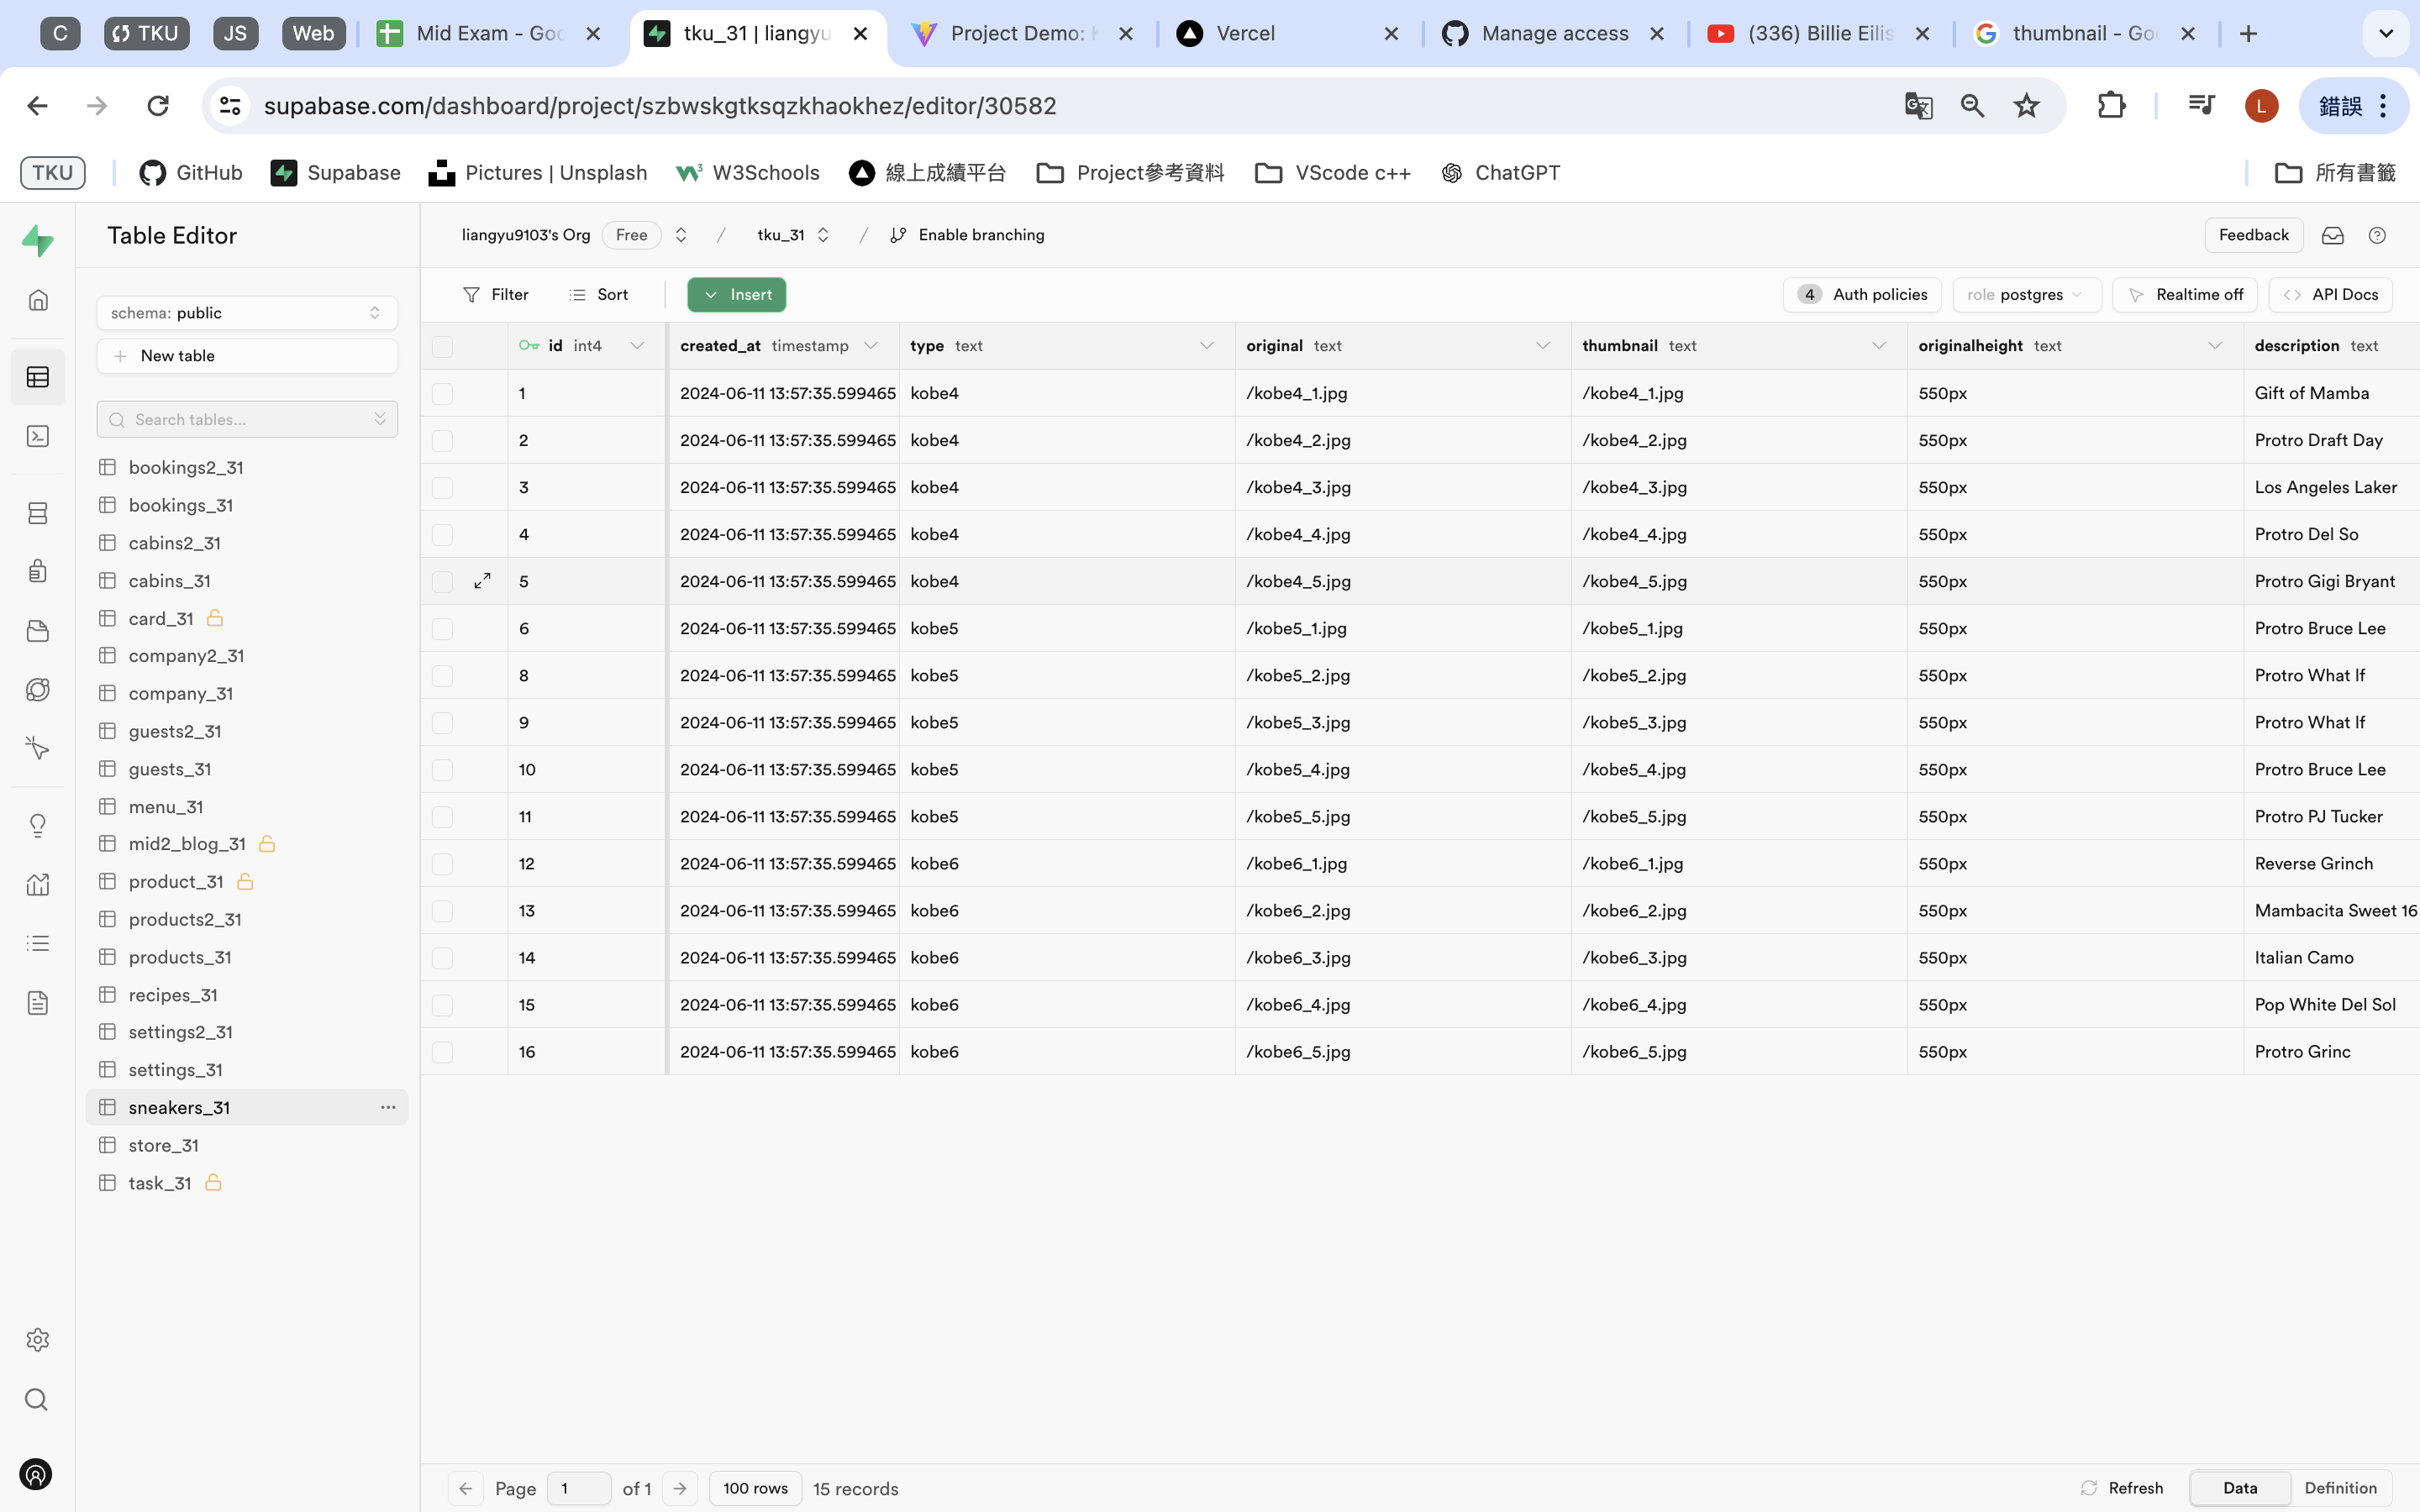 C TKU JS Web Mid Exam - Goo tku_31 | liangyu Project Demo: Vercel Manage access (336) Billie Eilis thumbnail - Goo
supabase.com/dashboard/project/szbwskgtksqzkhaokhez/editor/30582 L 錯誤
TKU GitHub Supabase Pictures | Unsplash W3Schools 線上成績平台 Project參考資料 VScode c++ ChatGPT 所有書籤
Table Editor liangyu9103's Org Free / tku_31 / Enable branching Feedback
Filter Sort Insert 4 Auth policies role postgres Realtime off API Docs
schema: public
New table
Search tables...
bookings2_31
bookings_31
cabins2_31
cabins_31
card_31
company2_31
company_31
guests2_31
guests_31
menu_31
mid2_blog_31
product_31
products2_31
products_31
recipes_31
settings2_31
settings_31
sneakers_31
store_31
task_31
id int4 created_at timestamp type text original text thumbnail text originalheight text description text
1 2024-06-11 13:57:35.599465 kobe4 /kobe4_1.jpg /kobe4_1.jpg 550px Gift of Mamba
2 2024-06-11 13:57:35.599465 kobe4 /kobe4_2.jpg /kobe4_2.jpg 550px Protro Draft Day
3 2024-06-11 13:57:35.599465 kobe4 /kobe4_3.jpg /kobe4_3.jpg 550px Los Angeles Laker
4 2024-06-11 13:57:35.599465 kobe4 /kobe4_4.jpg /kobe4_4.jpg 550px Protro Del So
5 2024-06-11 13:57:35.599465 kobe4 /kobe4_5.jpg /kobe4_5.jpg 550px Protro Gigi Bryant
6 2024-06-11 13:57:35.599465 kobe5 /kobe5_1.jpg /kobe5_1.jpg 550px Protro Bruce Lee
8 2024-06-11 13:57:35.599465 kobe5 /kobe5_2.jpg /kobe5_2.jpg 550px Protro What If
9 2024-06-11 13:57:35.599465 kobe5 /kobe5_3.jpg /kobe5_3.jpg 550px Protro What If
10 2024-06-11 13:57:35.599465 kobe5 /kobe5_4.jpg /kobe5_4.jpg 550px Protro Bruce Lee
11 2024-06-11 13:57:35.599465 kobe5 /kobe5_5.jpg /kobe5_5.jpg 550px Protro PJ Tucker
12 2024-06-11 13:57:35.599465 kobe6 /kobe6_1.jpg /kobe6_1.jpg 550px Reverse Grinch
13 2024-06-11 13:57:35.599465 kobe6 /kobe6_2.jpg /kobe6_2.jpg 550px Mambacita Sweet 16
14 2024-06-11 13:57:35.599465 kobe6 /kobe6_3.jpg /kobe6_3.jpg 550px Italian Camo
15 2024-06-11 13:57:35.599465 kobe6 /kobe6_4.jpg /kobe6_4.jpg 550px Pop White Del Sol
16 2024-06-11 13:57:35.599465 kobe6 /kobe6_5.jpg /kobe6_5.jpg 550px Protro Grinc
Page 1 of 1 100 rows 15 records Refresh Data Definition